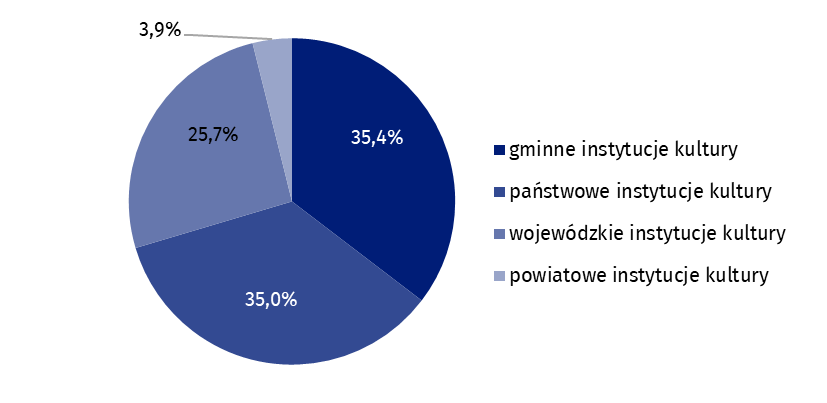 3,9%
35,4%
25,7%
35,0%
gminne instytucje kultury
państwowe instytucje kultury
wojewódzkie instytucje kultury
powiatowe instytucje kultury